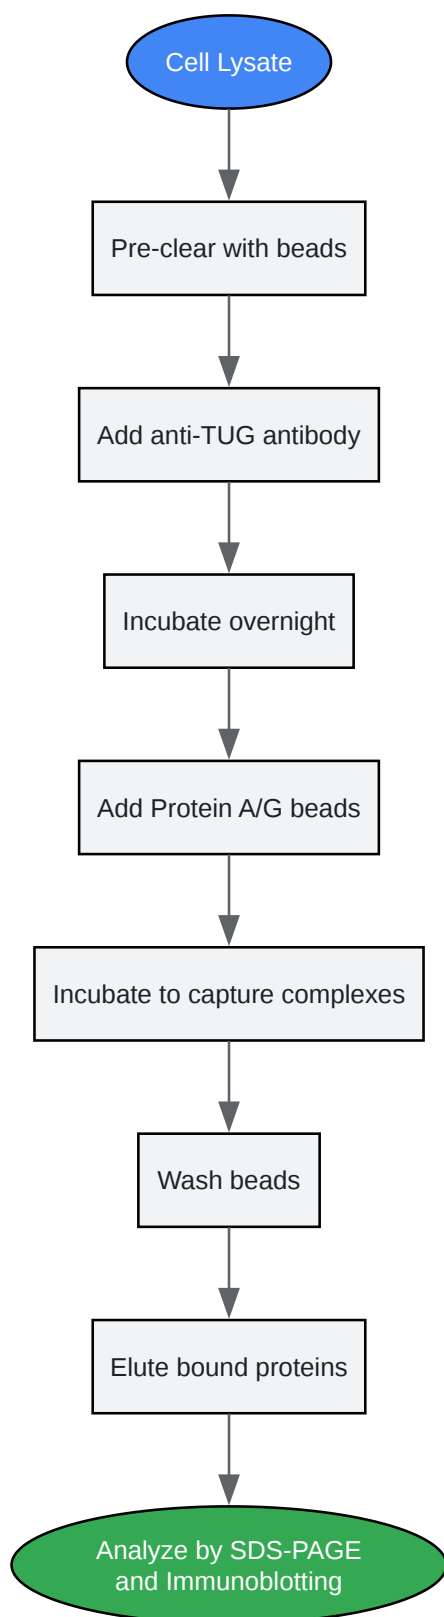 Cell Lysate
Pre-clear with beads
Add anti-TUG antibody
Incubate overnight
Add Protein A/G beads
Incubate to capture complexes
Wash beads
Elute bound proteins
Analyze by SDS-PAGE
and Immunoblotting